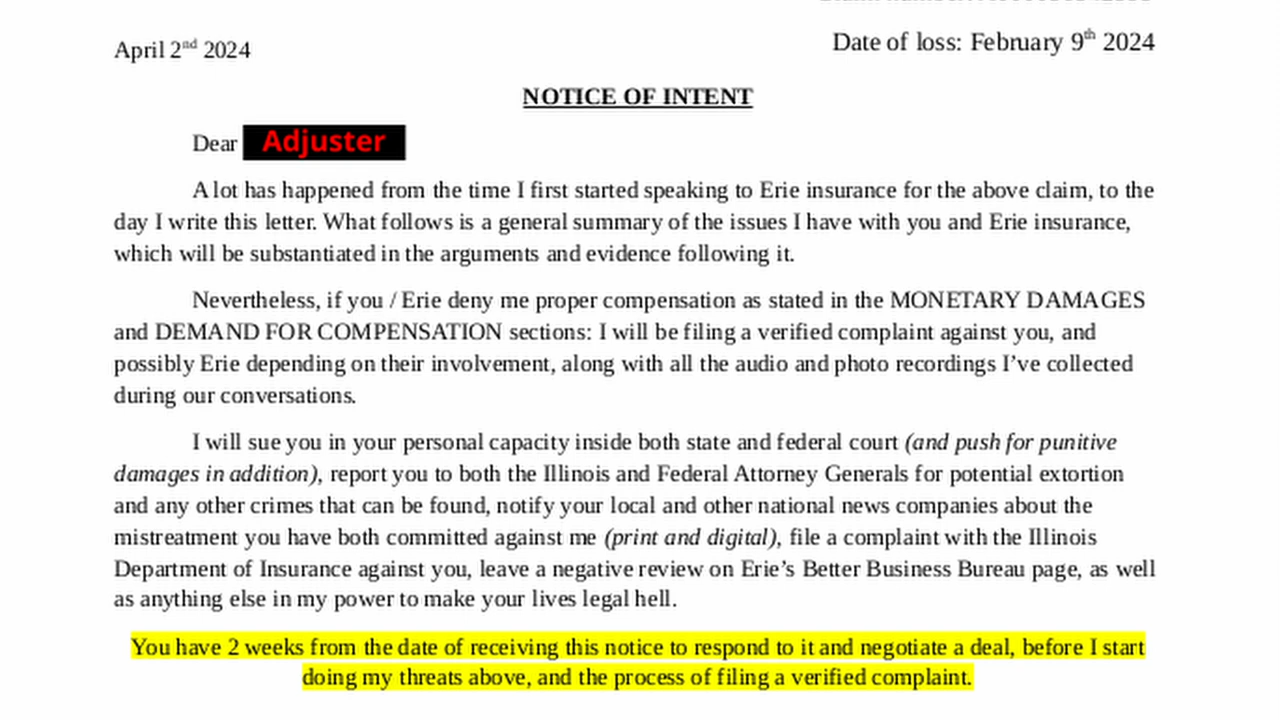 April 2nd 2024
Date of loss: February 9th 2024
NOTICE OF INTENT
Dear Adjuster
A lot has happened from the time I first started speaking to Erie insurance for the above claim, to the
day I write this letter. What follows is a general summary of the issues I have with you and Erie insurance,
which will be substantiated in the arguments and evidence following it.
Nevertheless, if you / Erie deny me proper compensation as stated in the MONETARY DAMAGES
and DEMAND FOR COMPENSATION sections: I will be filing a verified complaint against you, and
possibly Erie depending on their involvement, along with all the audio and photo recordings I’ve collected
during our conversations.
I will sue you in your personal capacity inside both state and federal court (and push for punitive
damages in addition), report you to both the Illinois and Federal Attorney Generals for potential extortion
and any other crimes that can be found, notify your local and other national news companies about the
mistreatment you have both committed against me (print and digital), file a complaint with the Illinois
Department of Insurance against you, leave a negative review on Erie’s Better Business Bureau page, as well
as anything else in my power to make your lives legal hell.
You have 2 weeks from the date of receiving this notice to respond to it and negotiate a deal, before I start
doing my threats above, and the process of filing a verified complaint.